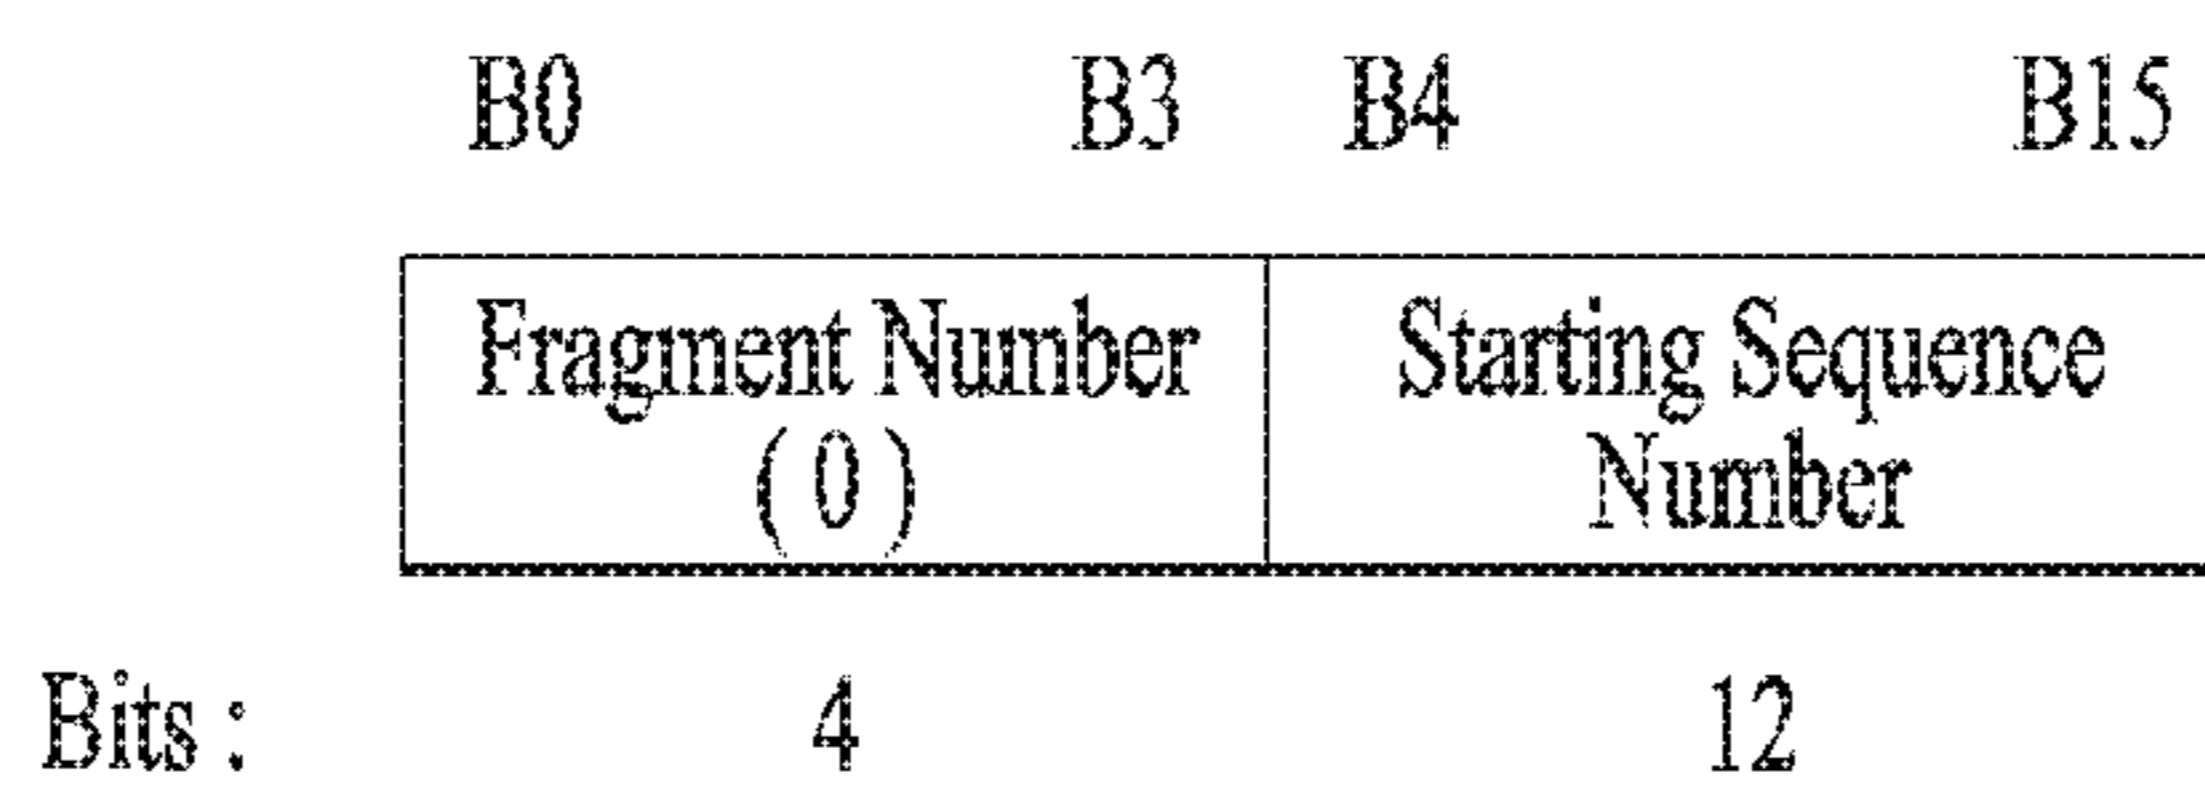 B0 B3 B4 B15
Fragment Number Starting Sequence
( 0 ) Number
Bits : 4 12